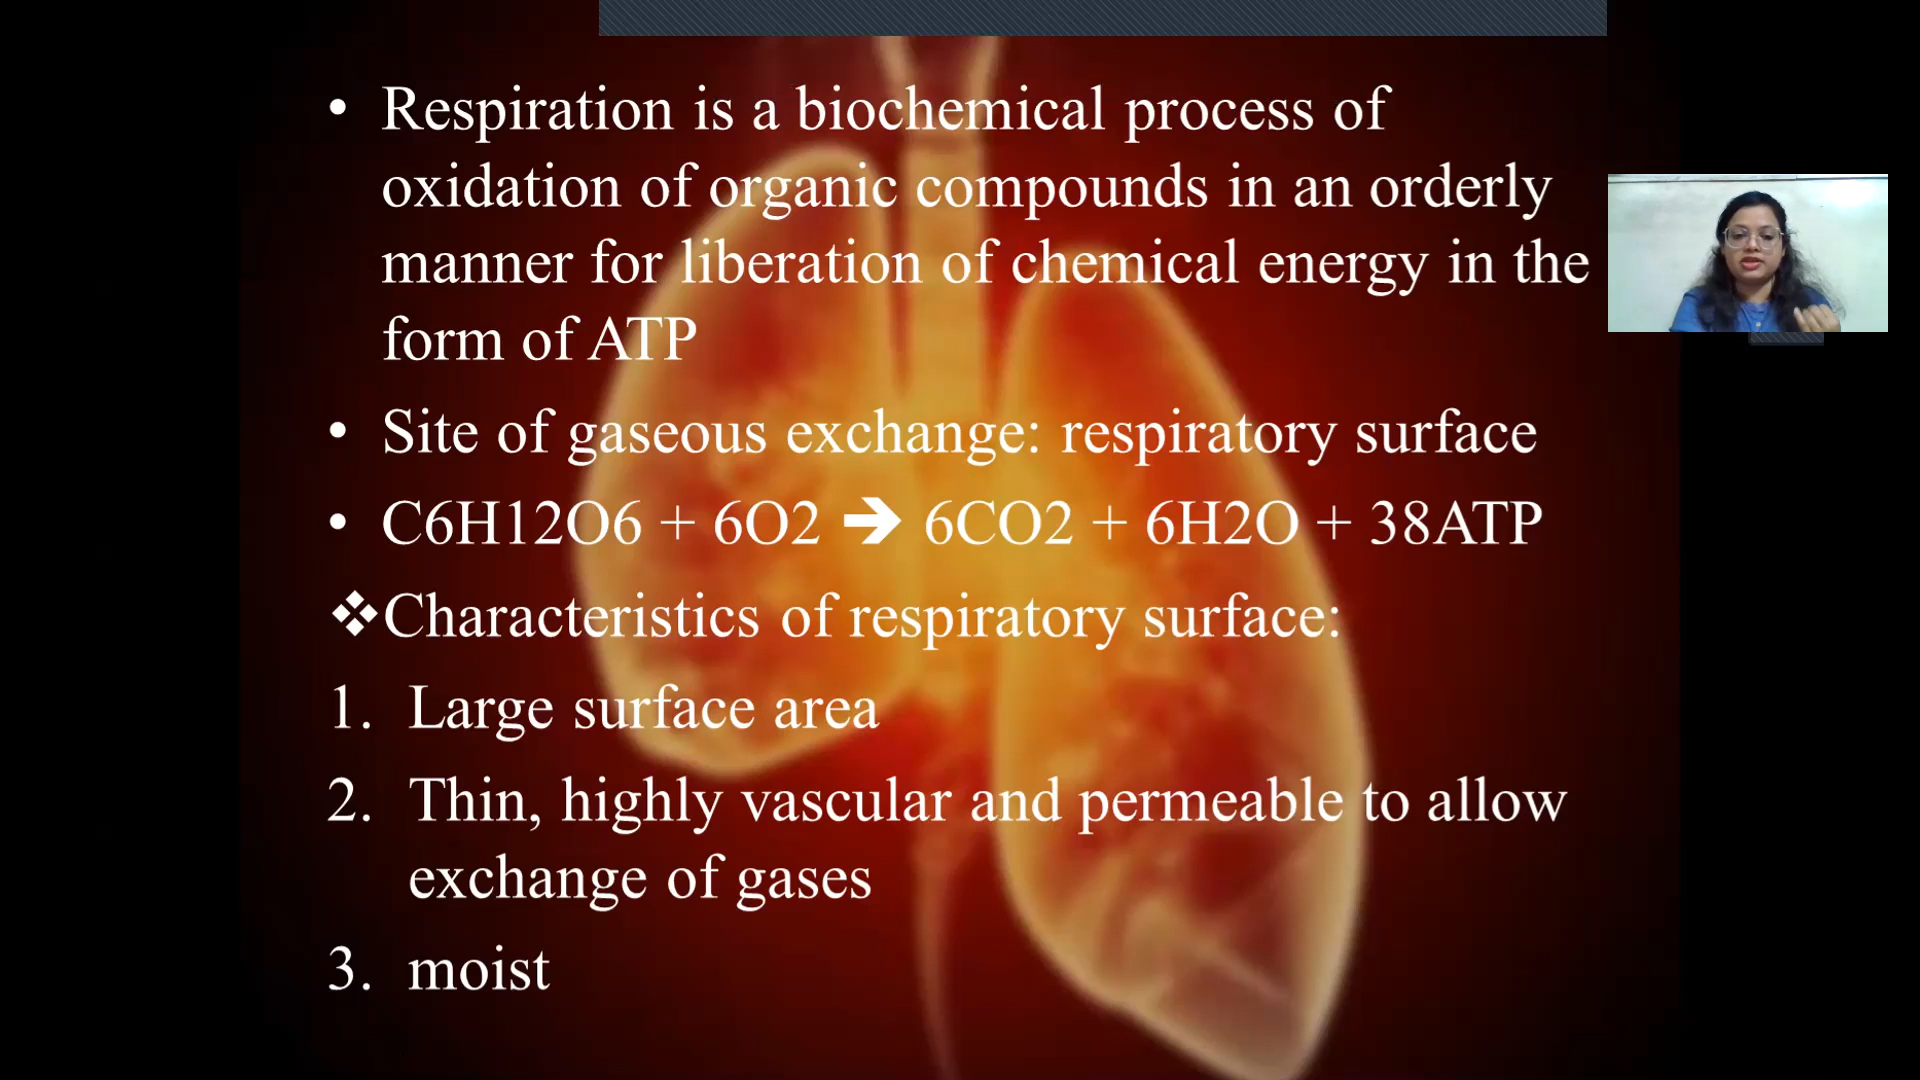 • Respiration is a biochemical process of
oxidation of organic compounds in an orderly
manner for liberation of chemical energy in the
form of ATP
• Site of gaseous exchange: respiratory surface
• C6H12O6 + 6O2 🡺 6CO2 + 6H2O + 38ATP
❖Characteristics of respiratory surface:
1. Large surface area
2. Thin, highly vascular and permeable to allow
exchange of gases
3. moist